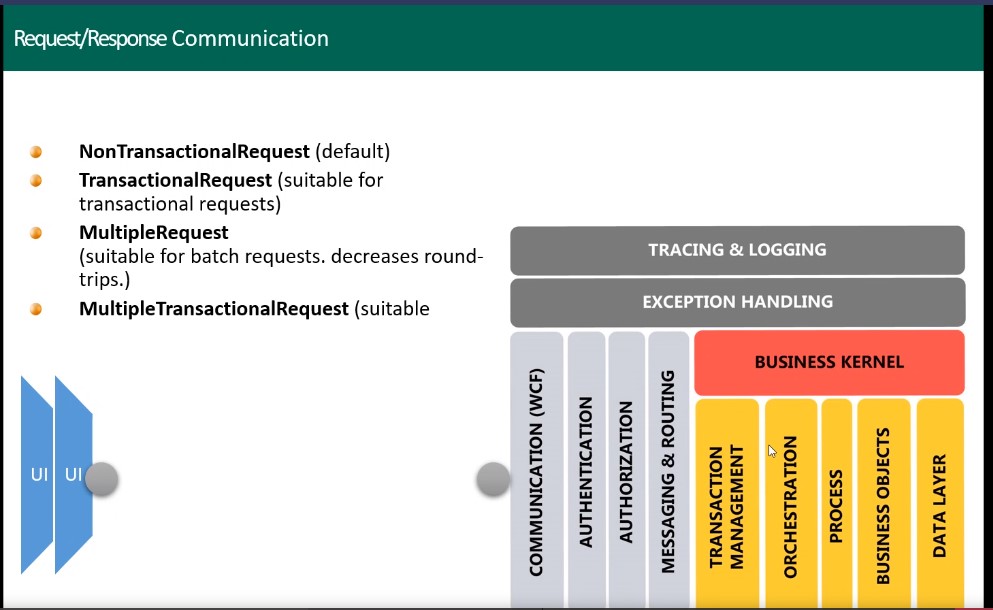 Request/Response Communication
NonTransactionalRequest (default)
TransactionalRequest (suitable for
transactional requests)
MultipleRequest
(suitable for batch requests. decreases round-
trips.)
MultipleTransactionalRequest (suitable
TRACING & LOGGING
EXCEPTION HANDLING
BUSINESS KERNEL
UI
UI
COMMUNICATION (WCF)
AUTHENTICATION
AUTHORIZATION
MESSAGING & ROUTING
TRANSACTION
MANAGEMENT
ORCHESTRATION
PROCESS
BUSINESS OBJECTS
DATA LAYER